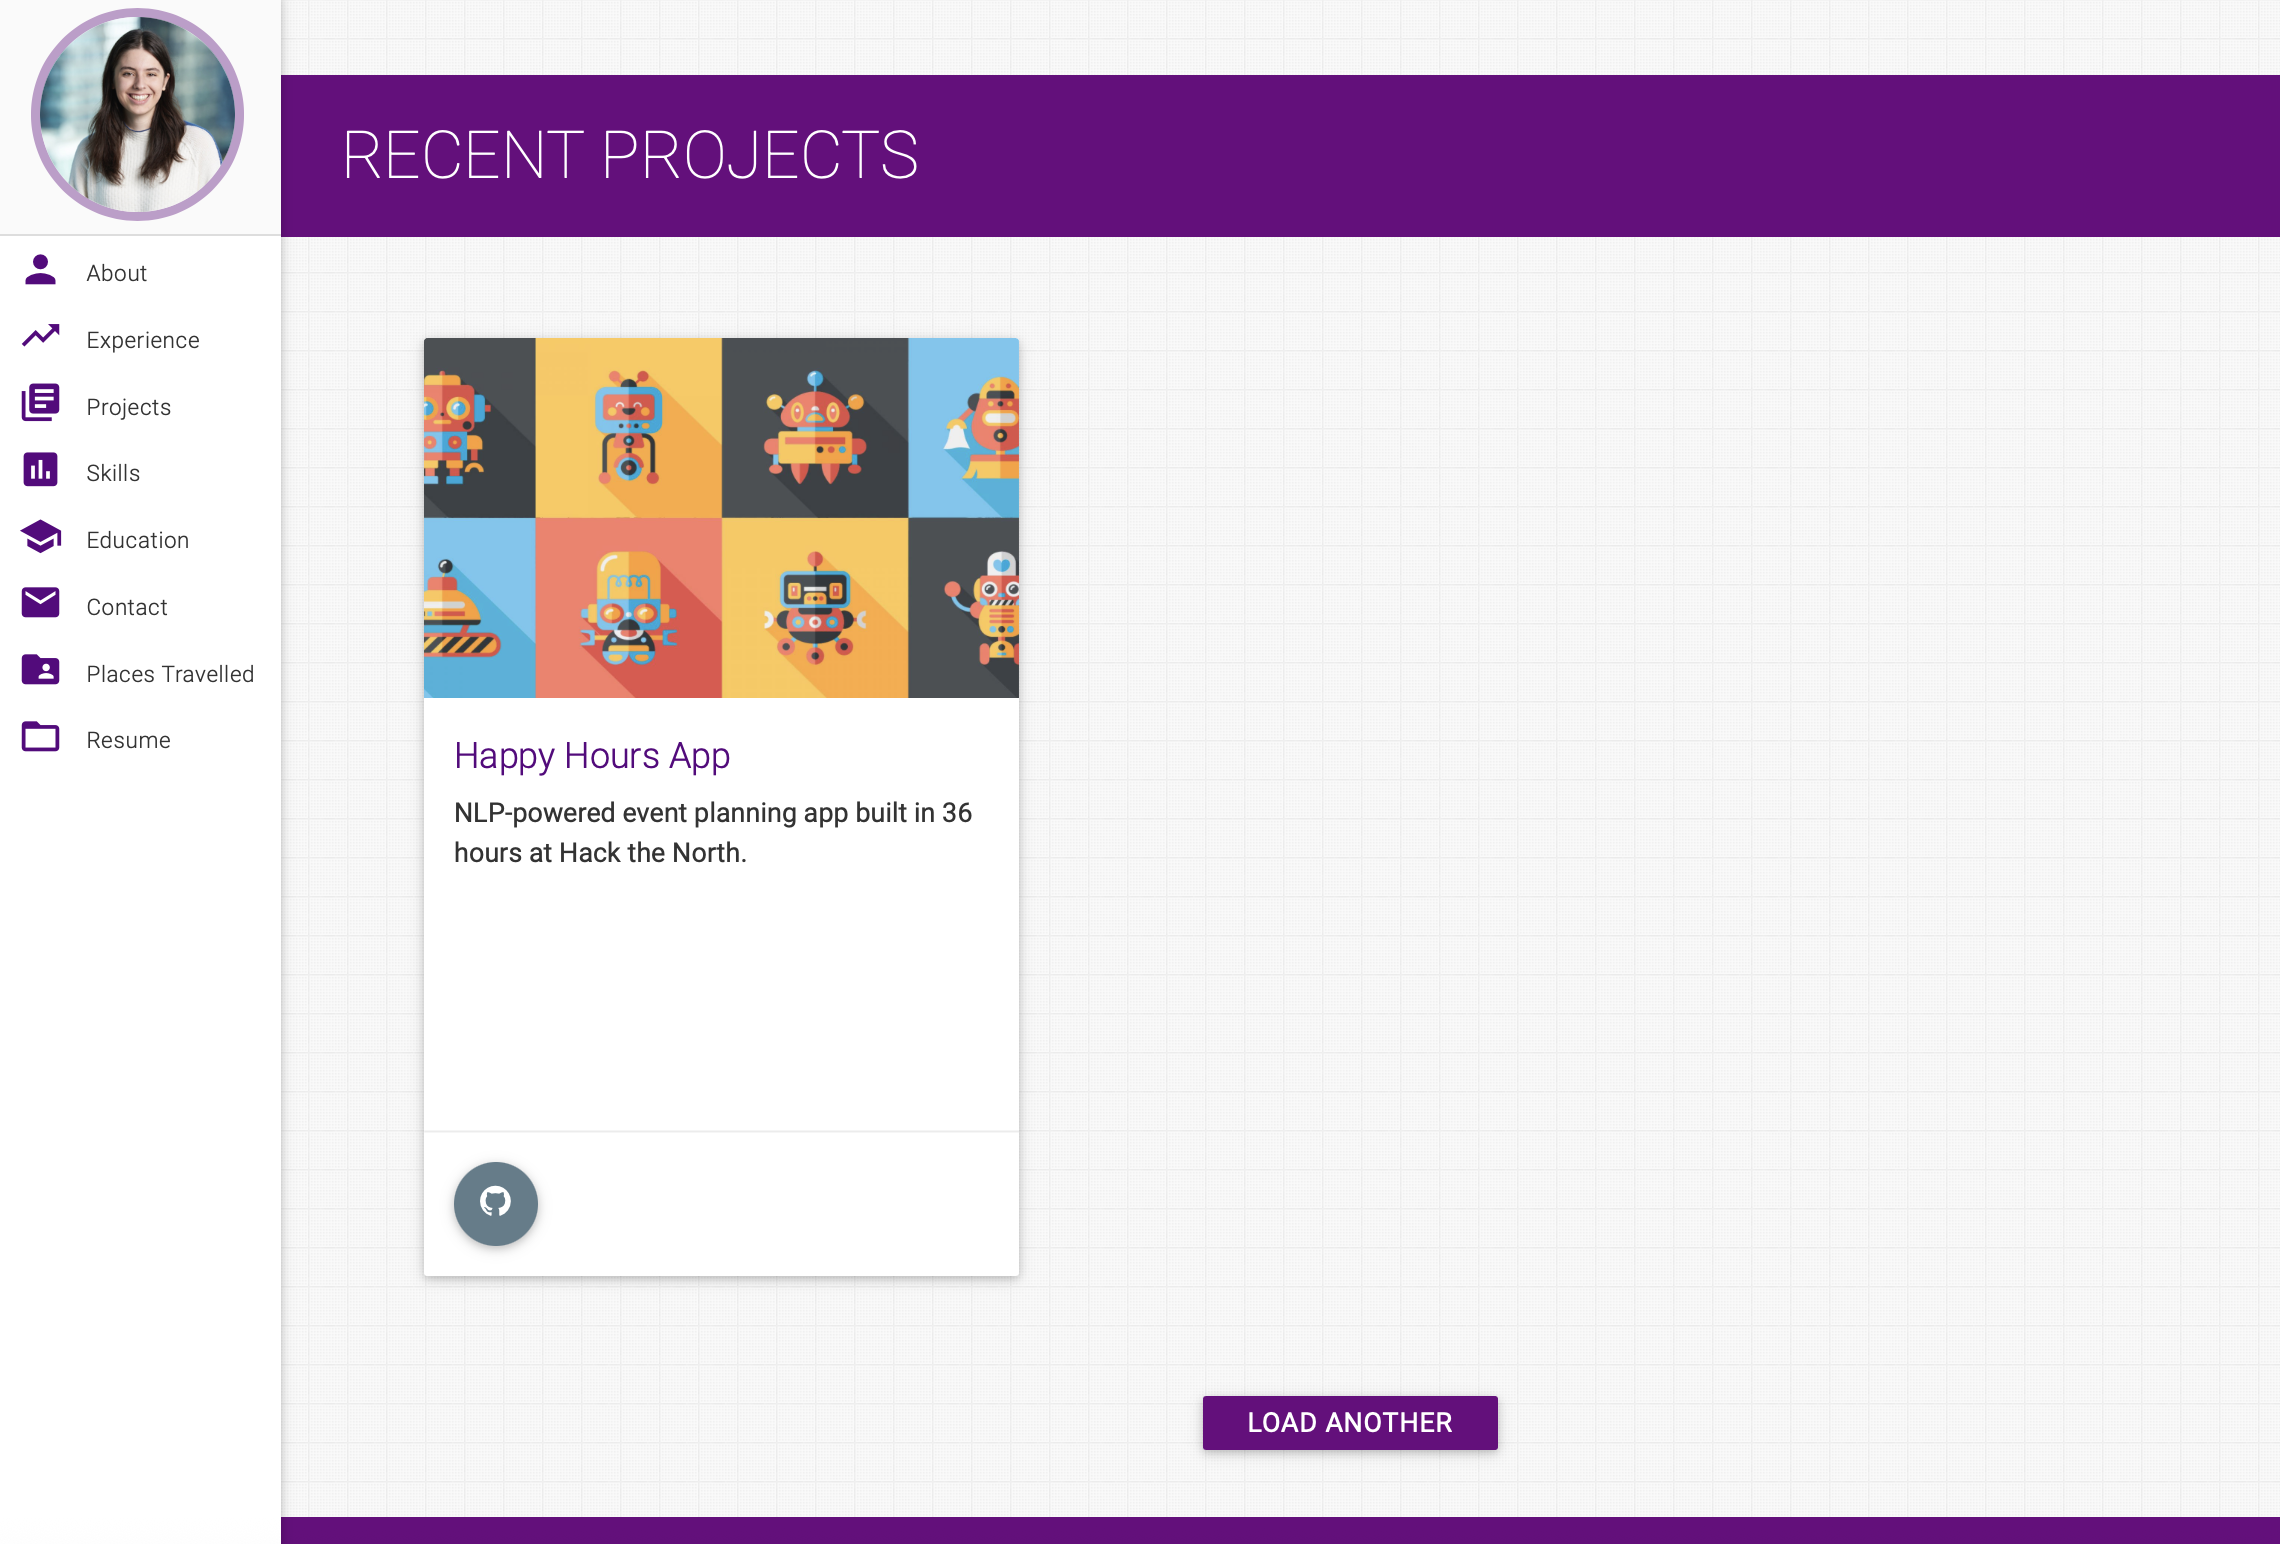 About
Experience
Projects
Skills
Education
Contact
Places Travelled
Resume
RECENT PROJECTS
Happy Hours App
NLP-powered event planning app built in 36
hours at Hack the North.
LOAD ANOTHER